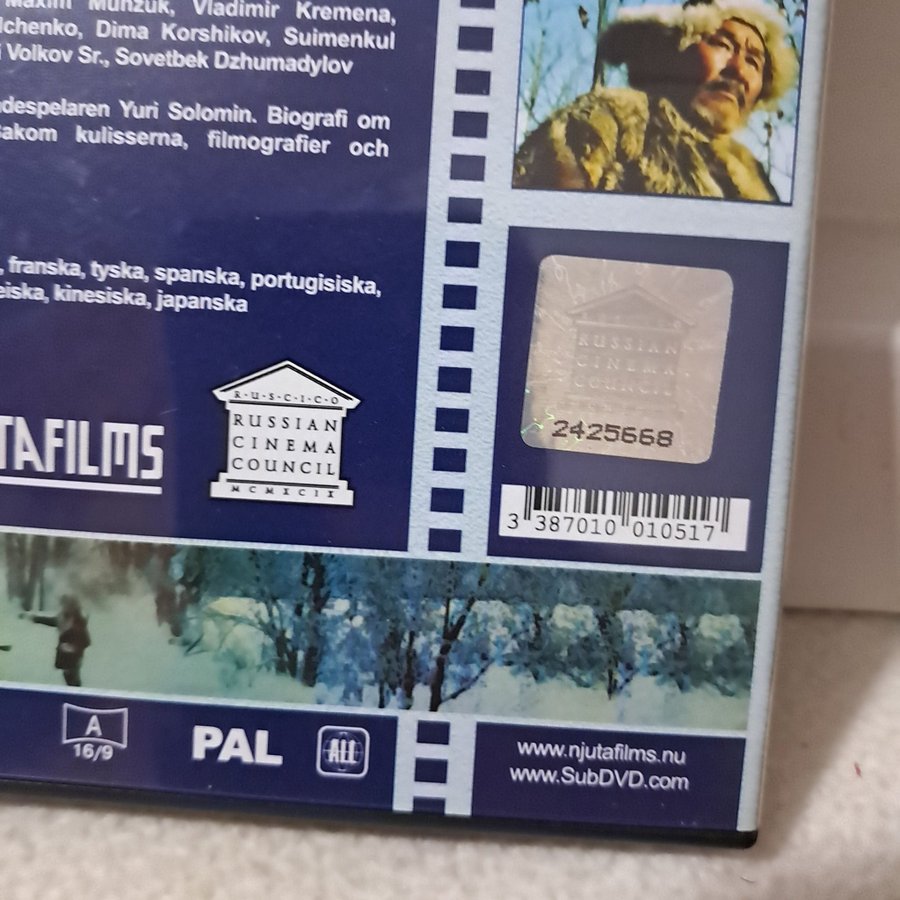 Maxim Munzuk, Vladimir Kremena,
lchenko, Dima Korshikov, Suimenkul
i Volkov Sr., Sovetbek Dzhumadylov
despelaren Yuri Solomin. Biografi om
akom kulisserna, filmografier och
, franska, tyska, spanska, portugisiska,
eiska, kinesiska, japanska
TAFILMS
R·U·S·C·I·C·O
RUSSIAN
CINEMA
COUNCIL
MCMXCIX
RUSSIAN
CINEMA
COUNCIL
2425668
3 387010 010517
A
16/9
PAL
ALL
www.njutafilms.nu
www.SubDVD.com